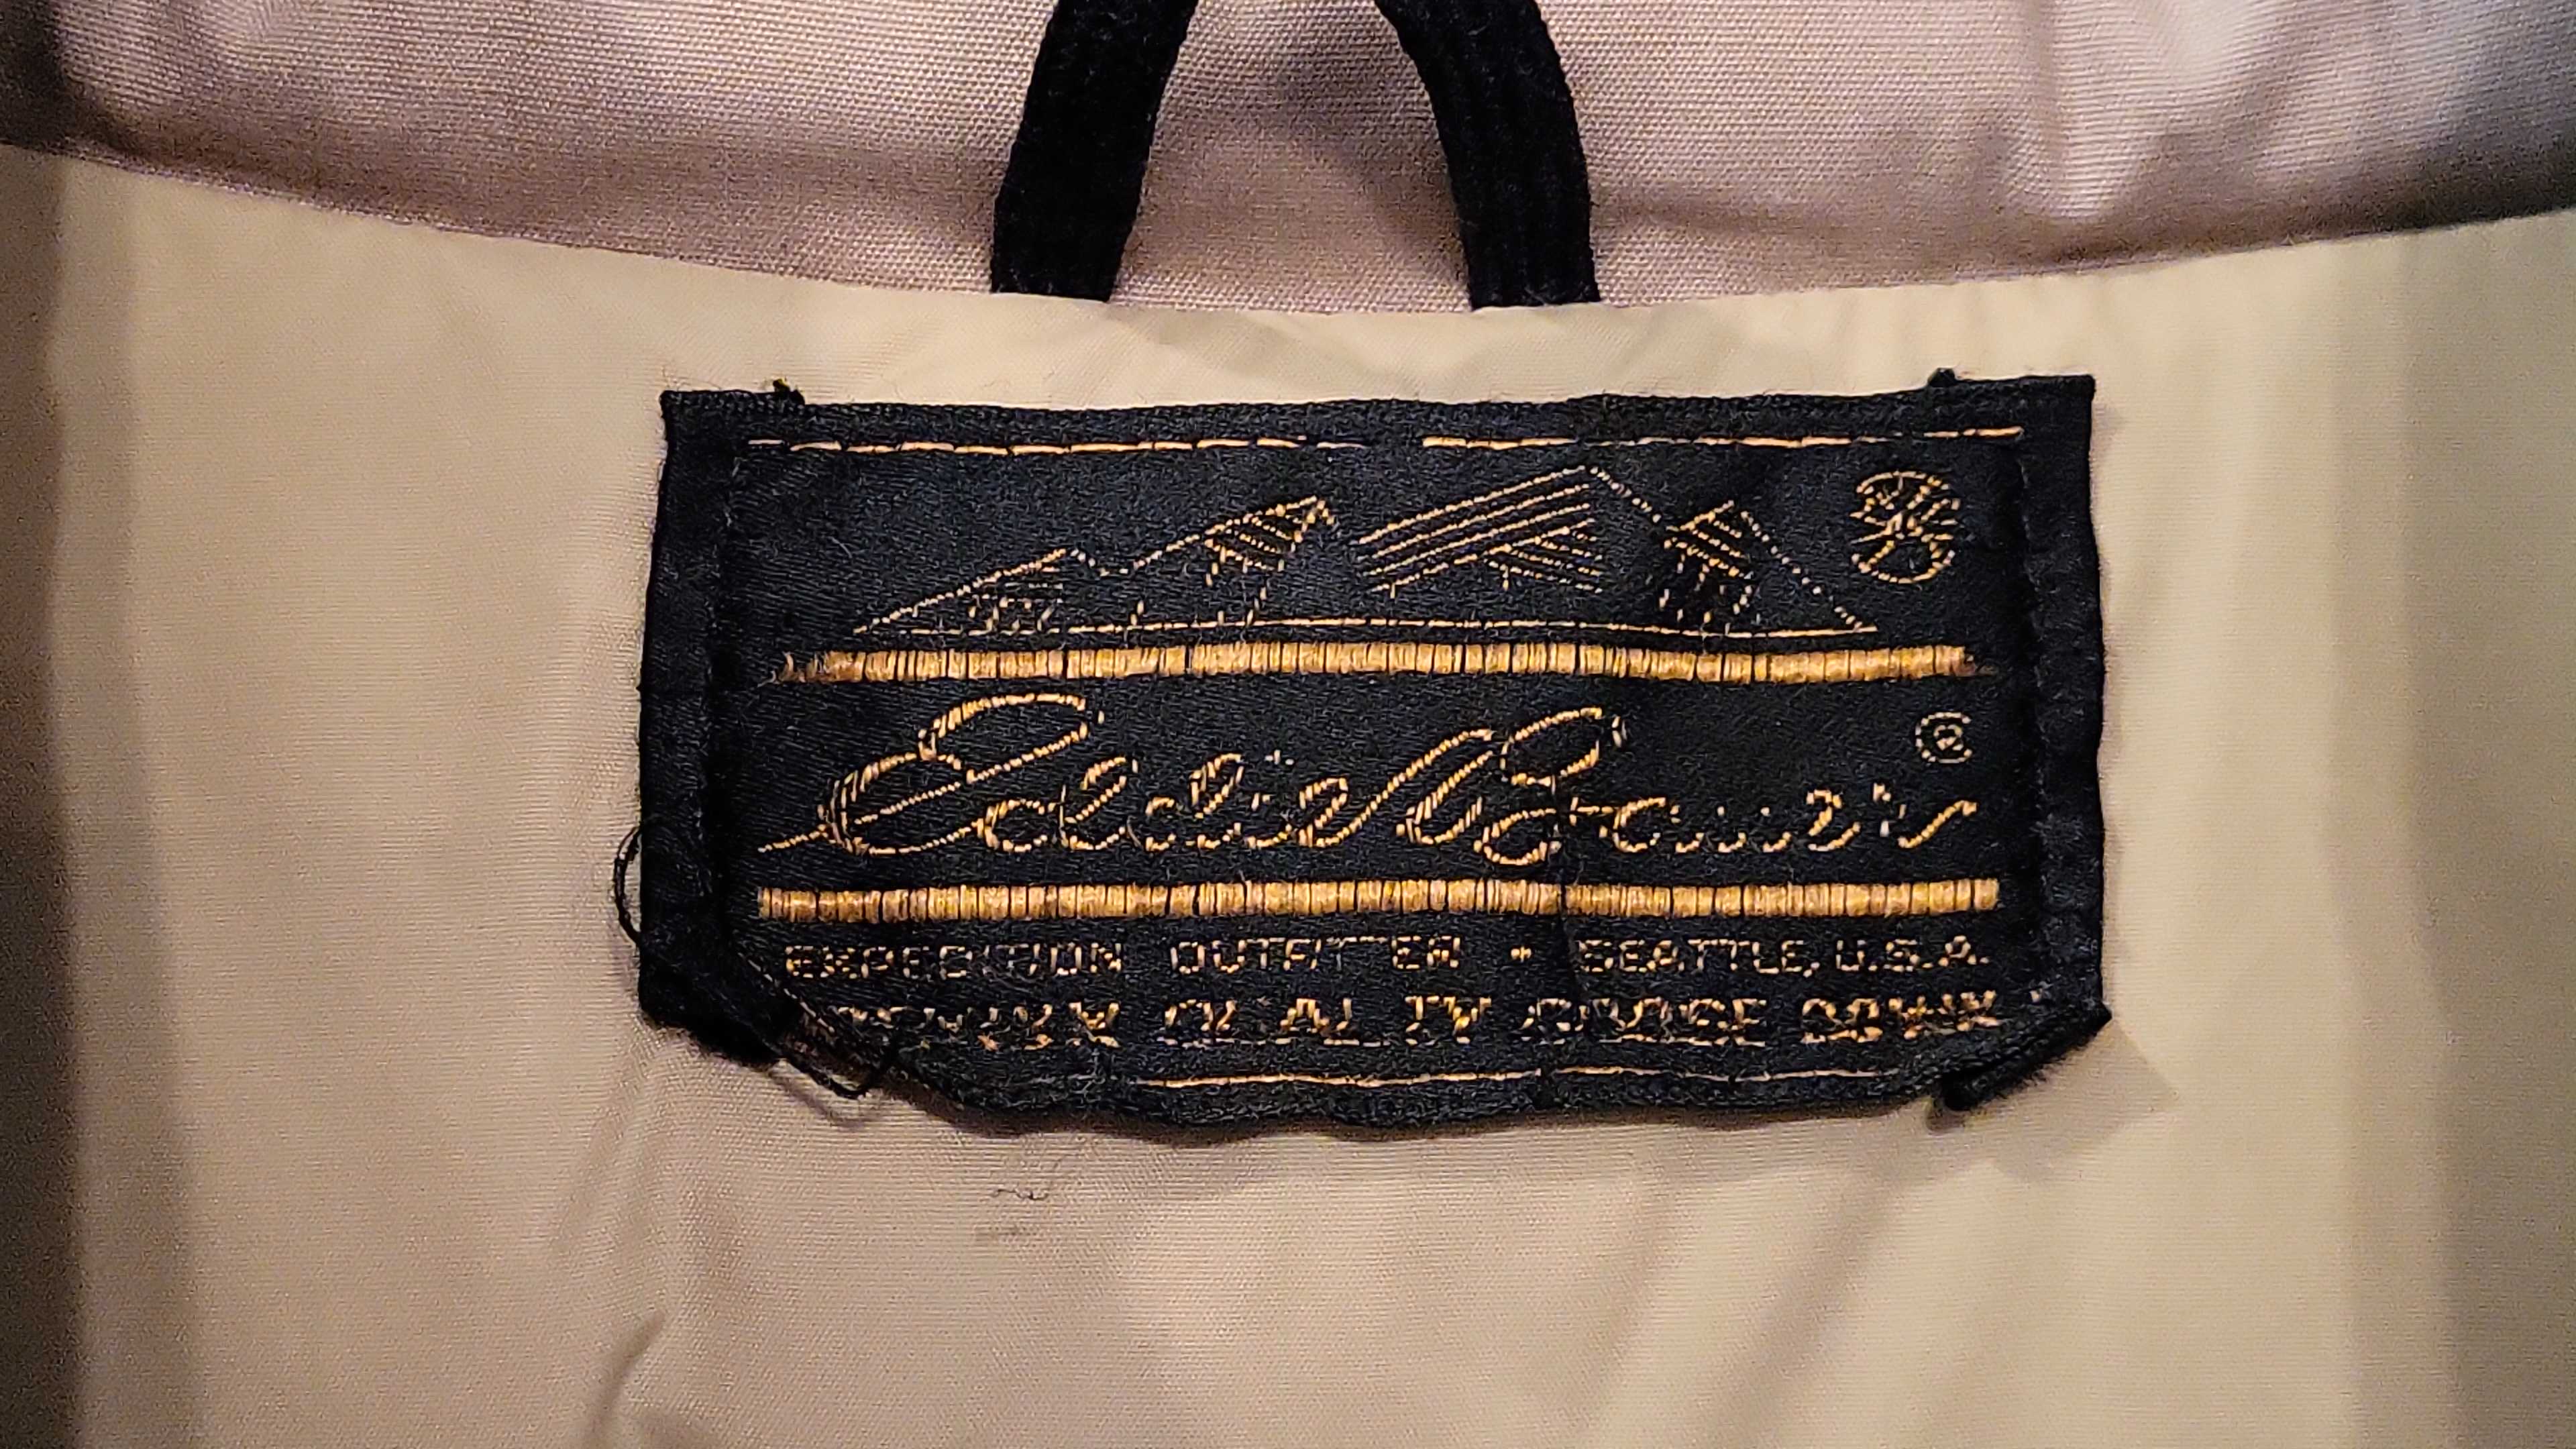 Eddie Bauer ®
EXPEDITION OUTFITTER • SEATTLE, U.S.A.
QUALITY GOOSE DOWN